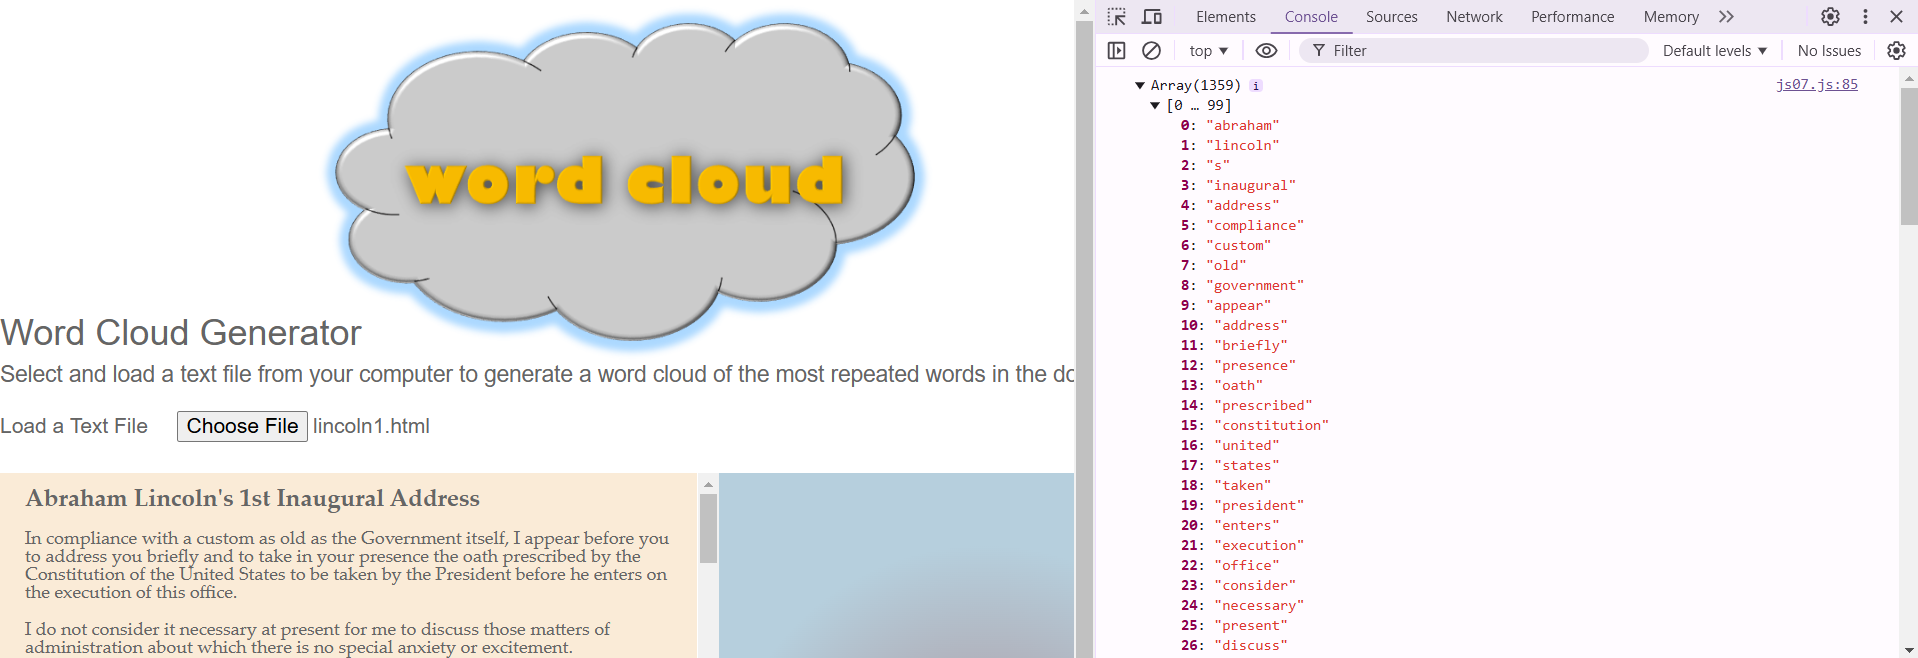 word cloud
Word Cloud Generator
Select and load a text file from your computer to generate a word cloud of the most repeated words in the
Load a Text File Choose File lincoln1.html
Abraham Lincoln's 1st Inaugural Address
In compliance with a custom as old as the Government itself, I appear before you
to address you briefly and to take in your presence the oath prescribed by the
Constitution of the United States to be taken by the President before he enters on
the execution of this office.
I do not consider it necessary at present for me to discuss those matters of
administration about which there is no special anxiety or excitement.
Elements Console Sources Network Performance Memory
top Filter Default levels No Issues
Array(1359) i js07.js:85
[0 … 99]
0: "abraham"
1: "lincoln"
2: "s"
3: "inaugural"
4: "address"
5: "compliance"
6: "custom"
7: "old"
8: "government"
9: "appear"
10: "address"
11: "briefly"
12: "presence"
13: "oath"
14: "prescribed"
15: "constitution"
16: "united"
17: "states"
18: "taken"
19: "president"
20: "enters"
21: "execution"
22: "office"
23: "consider"
24: "necessary"
25: "present"
26: "discuss"